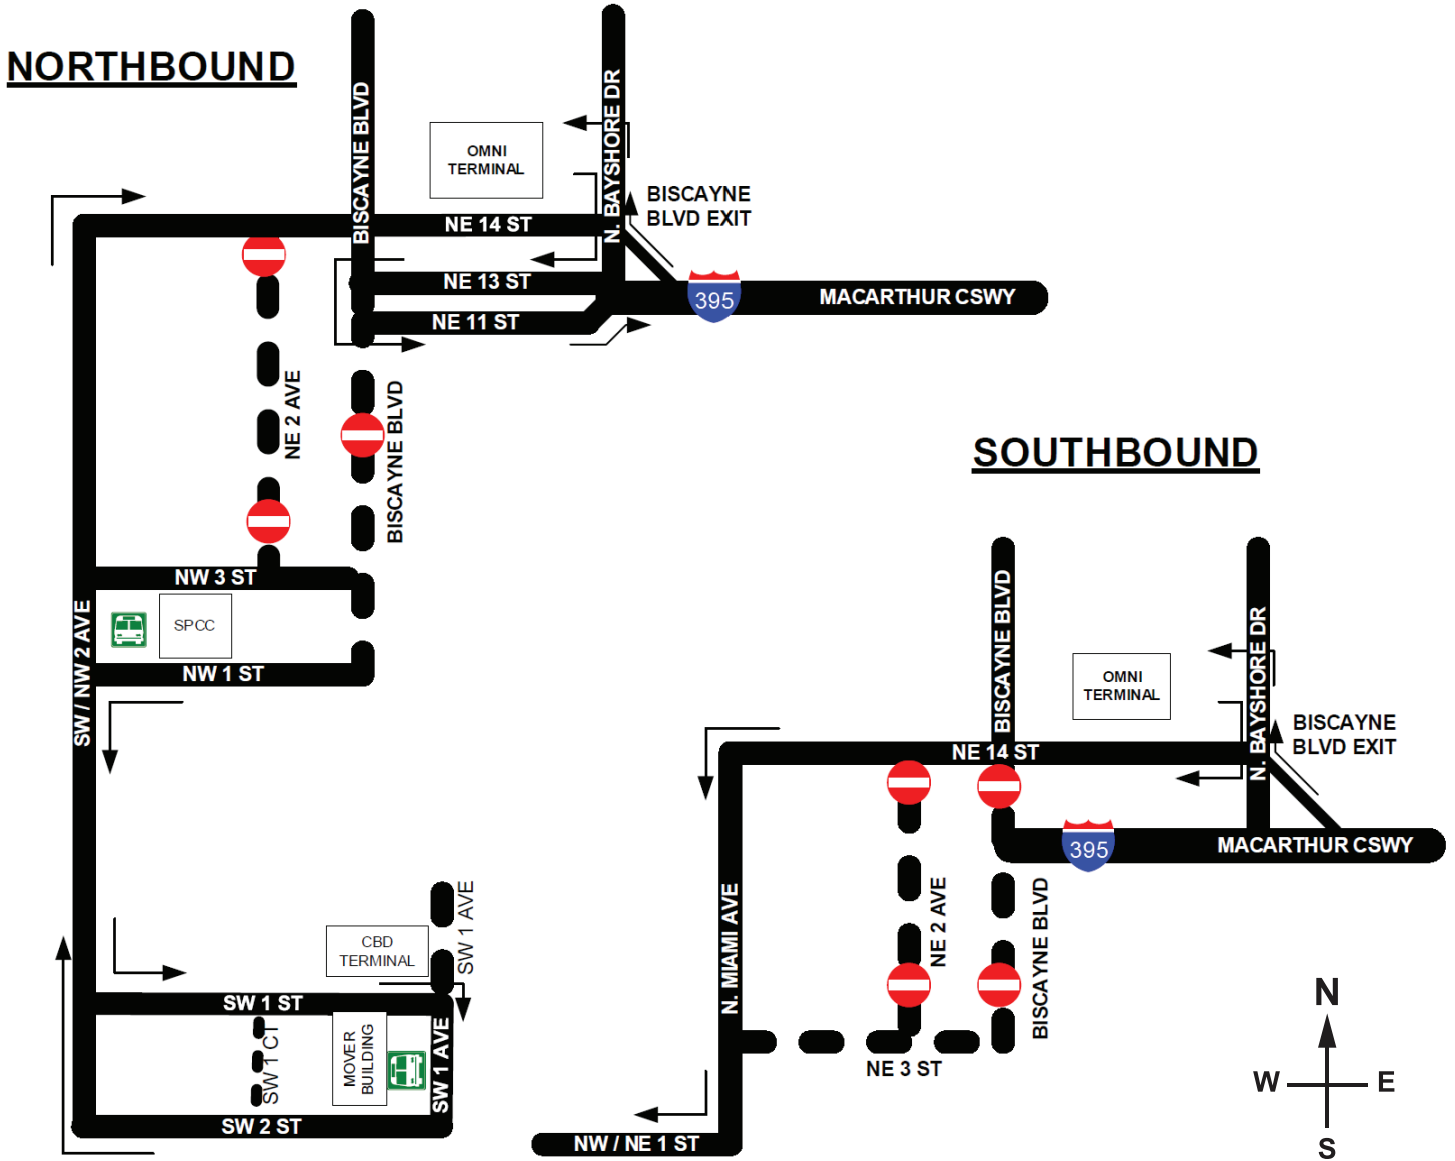 NORTHBOUND
BISCAYNE BLVD
N. BAYSHORE DR
OMNI
TERMINAL
BISCAYNE
BLVD EXIT
NE 14 ST
NE 13 ST
395
MACARTHUR CSWY
NE 11 ST
NE 2 AVE
BISCAYNE BLVD
NW 3 ST
SPCC
NW 1 ST
SW / NW 2 AVE
CBD
TERMINAL
SW 1 AVE
SW 1 ST
SW 1 CT
MOVER
BUILDING
SW 1 AVE
SW 2 ST
SOUTHBOUND
BISCAYNE BLVD
N. BAYSHORE DR
OMNI
TERMINAL
BISCAYNE
BLVD EXIT
NE 14 ST
395
MACARTHUR CSWY
N. MIAMI AVE
NE 2 AVE
BISCAYNE BLVD
NE 3 ST
NW / NE 1 ST
N
W
E
S